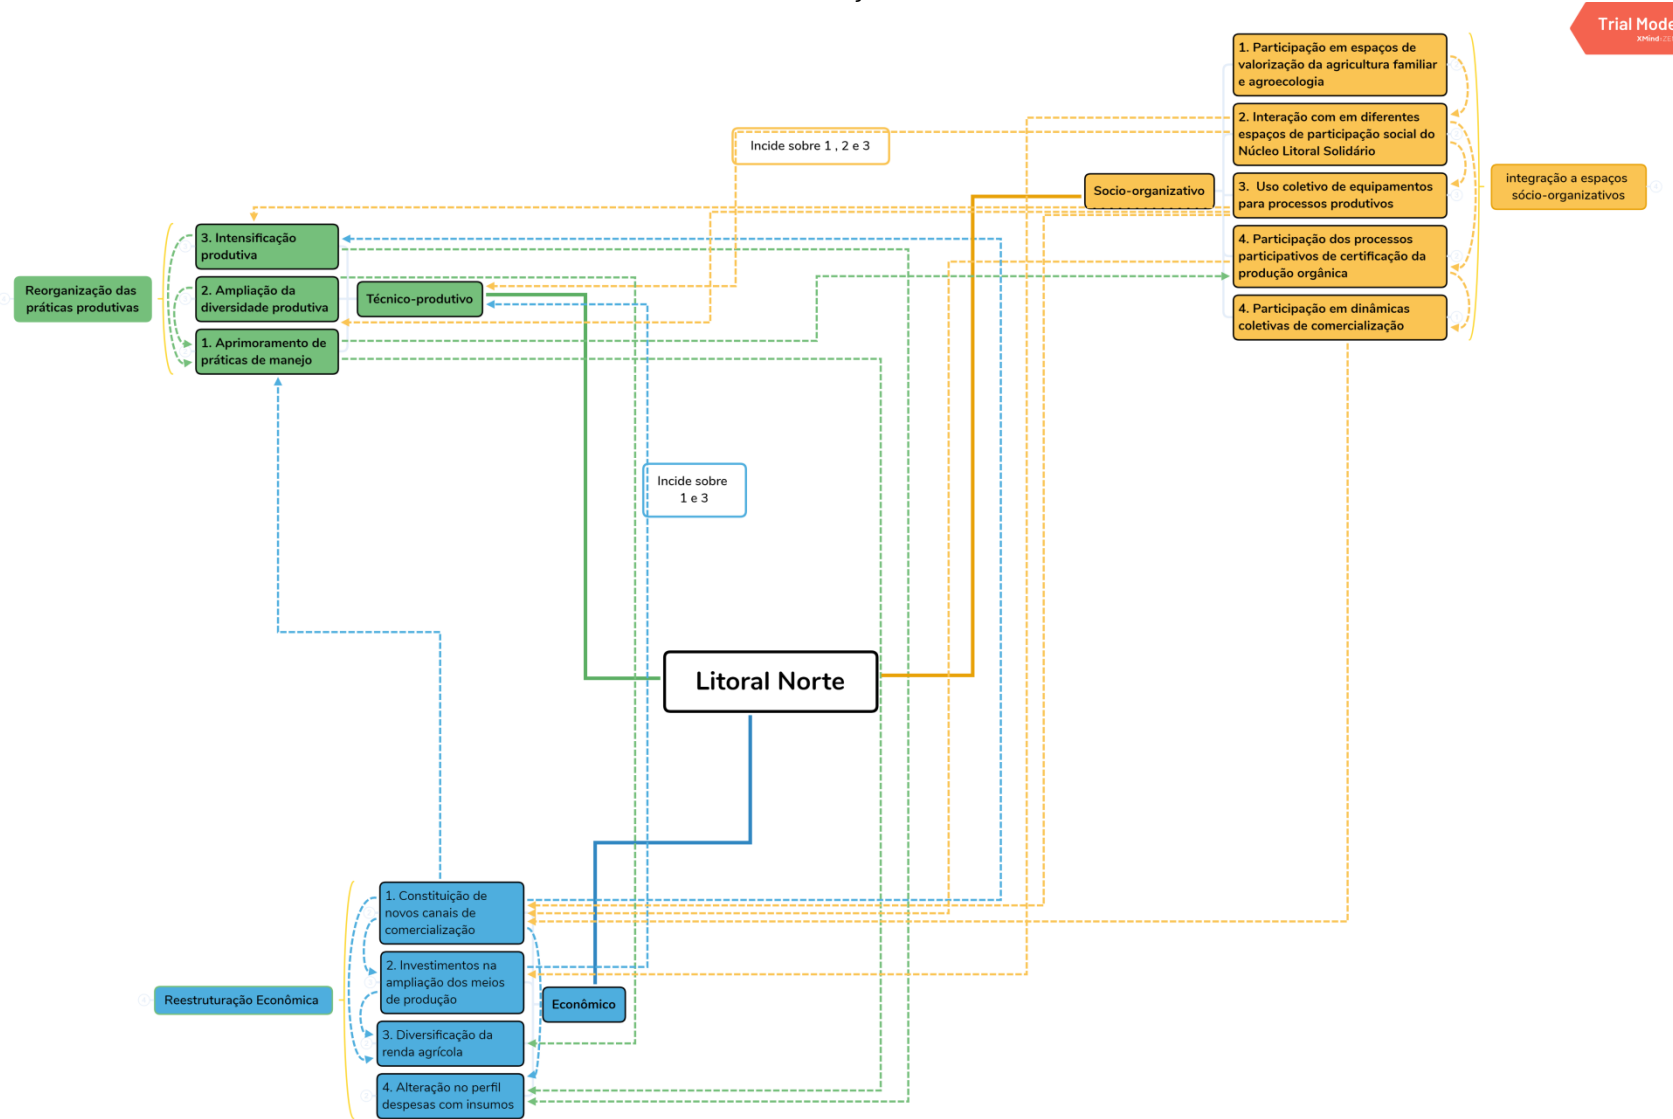 Trial Mode
XMind:ZEN
1. Participação em espaços de
valorização da agricultura familiar
e agroecologia
2. Interação com em diferentes
espaços de participação social do
Núcleo Litoral Solidário
3. Uso coletivo de equipamentos
para processos produtivos
4. Participação dos processos
participativos de certificação da
produção orgânica
4. Participação em dinâmicas
coletivas de comercialização
integração a espaços
sócio-organizativos
Socio-organizativo
Incide sobre 1 , 2 e 3
3. Intensificação
produtiva
2. Ampliação da
diversidade produtiva
1. Aprimoramento de
práticas de manejo
Reorganização das
práticas produtivas
Técnico-produtivo
Incide sobre
1 e 3
Litoral Norte
1. Constituição de
novos canais de
comercialização
2. Investimentos na
ampliação dos meios
de produção
3. Diversificação da
renda agrícola
4. Alteração no perfil
despesas com insumos
Reestruturação Econômica
Econômico